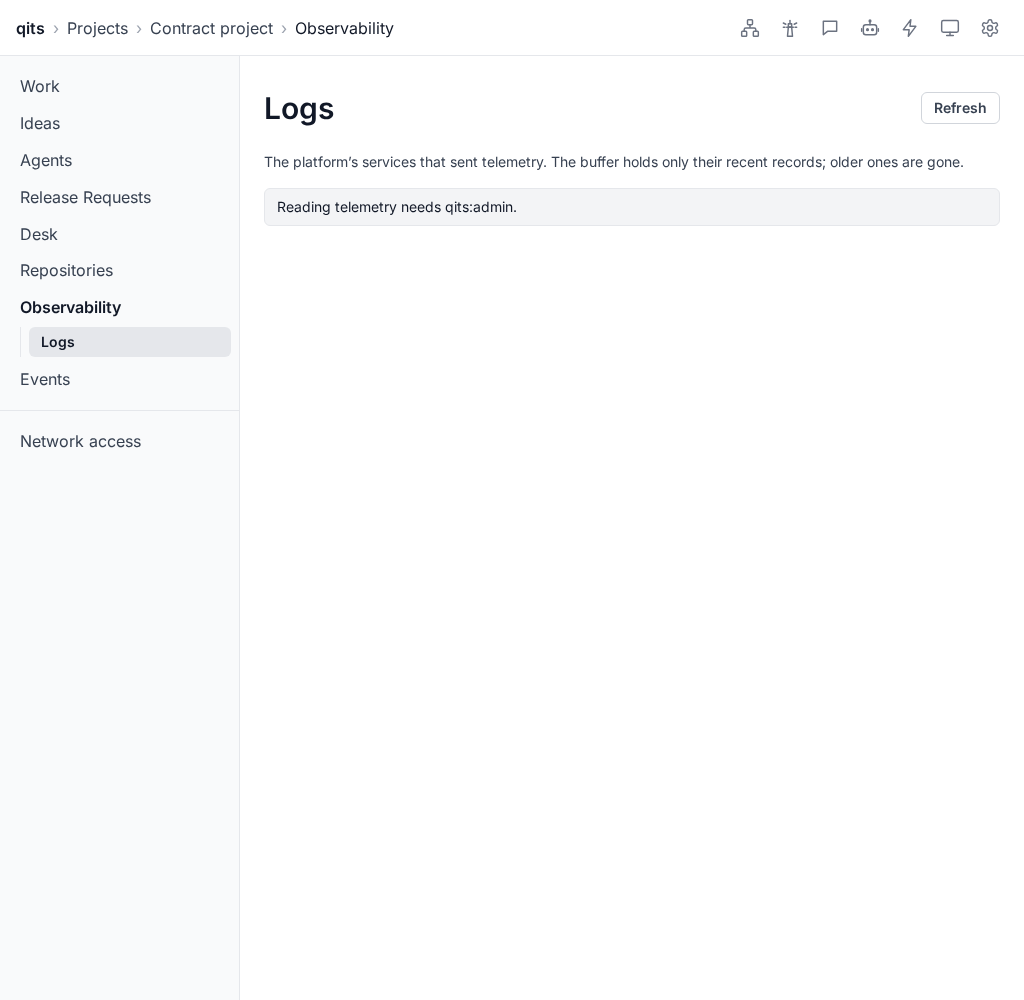 qits › Projects › Contract project › Observability
Work
Ideas
Agents
Release Requests
Desk
Repositories
Observability
Logs
Events
Network access
Logs
Refresh
The platform’s services that sent telemetry. The buffer holds only their recent records; older ones are gone.
Reading telemetry needs qits:admin.